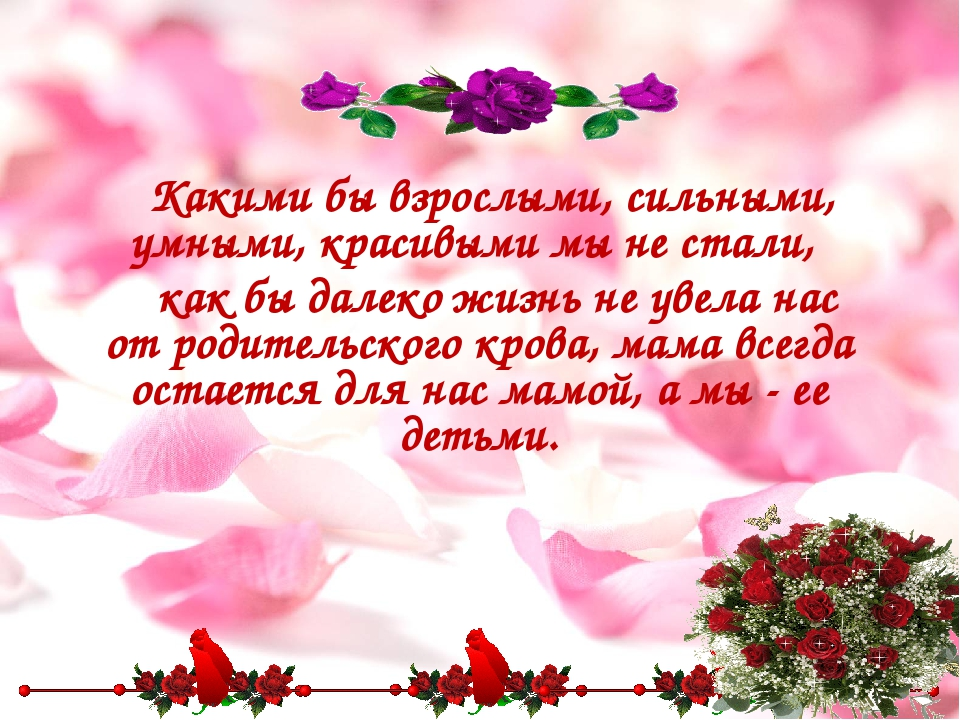 Какими бы взрослыми, сильными,
умными, красивыми мы не стали,
как бы далеко жизнь не увела нас
от родительского крова, мама всегда
остается для нас мамой, а мы - ее
детьми.